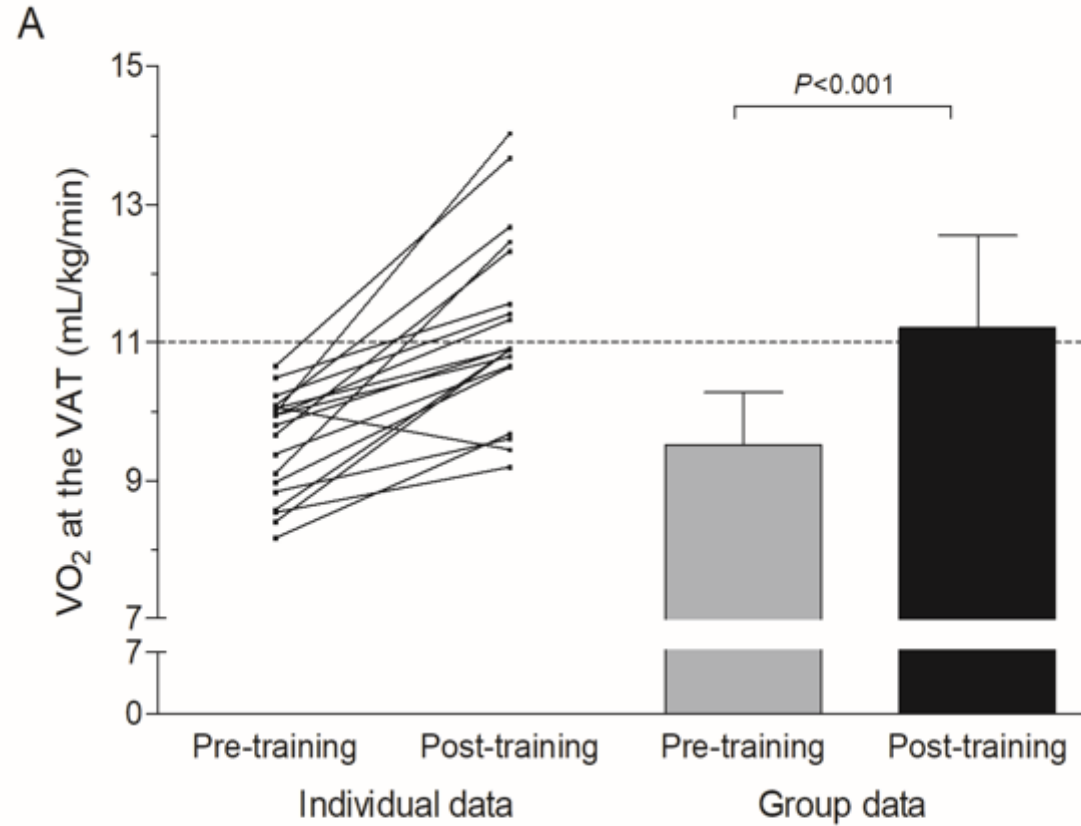 A
15
P<0.001
13
VO₂ at the VAT (mL/kg/min)
11
9
7
7
0
Pre-training Post-training Pre-training Post-training
Individual data Group data